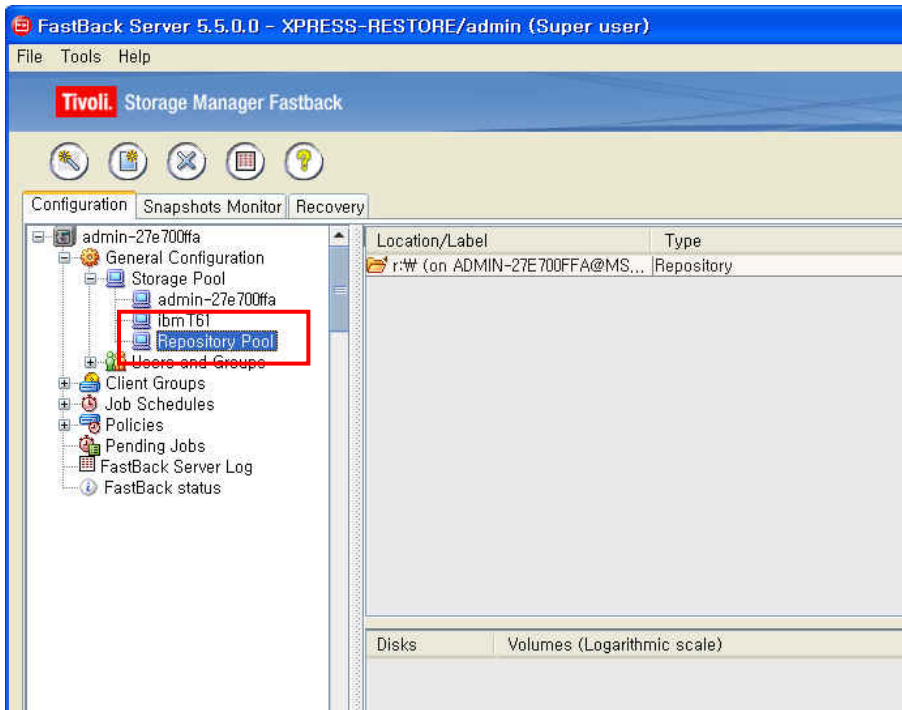 FastBack Server 5.5.0.0 - XPRESS-RESTORE/admin (Super user)
File Tools Help
Tivoli. Storage Manager Fastback
Configuration Snapshots Monitor Recovery
admin-27e700ffa
General Configuration
Storage Pool
admin-27e700ffa
ibmT61
Repository Pool
Users and Groups
Client Groups
Job Schedules
Policies
Pending Jobs
FastBack Server Log
FastBack status
Location/Label Type
r:₩ (on ADMIN-27E700FFA@MS... Repository
Disks Volumes (Logarithmic scale)